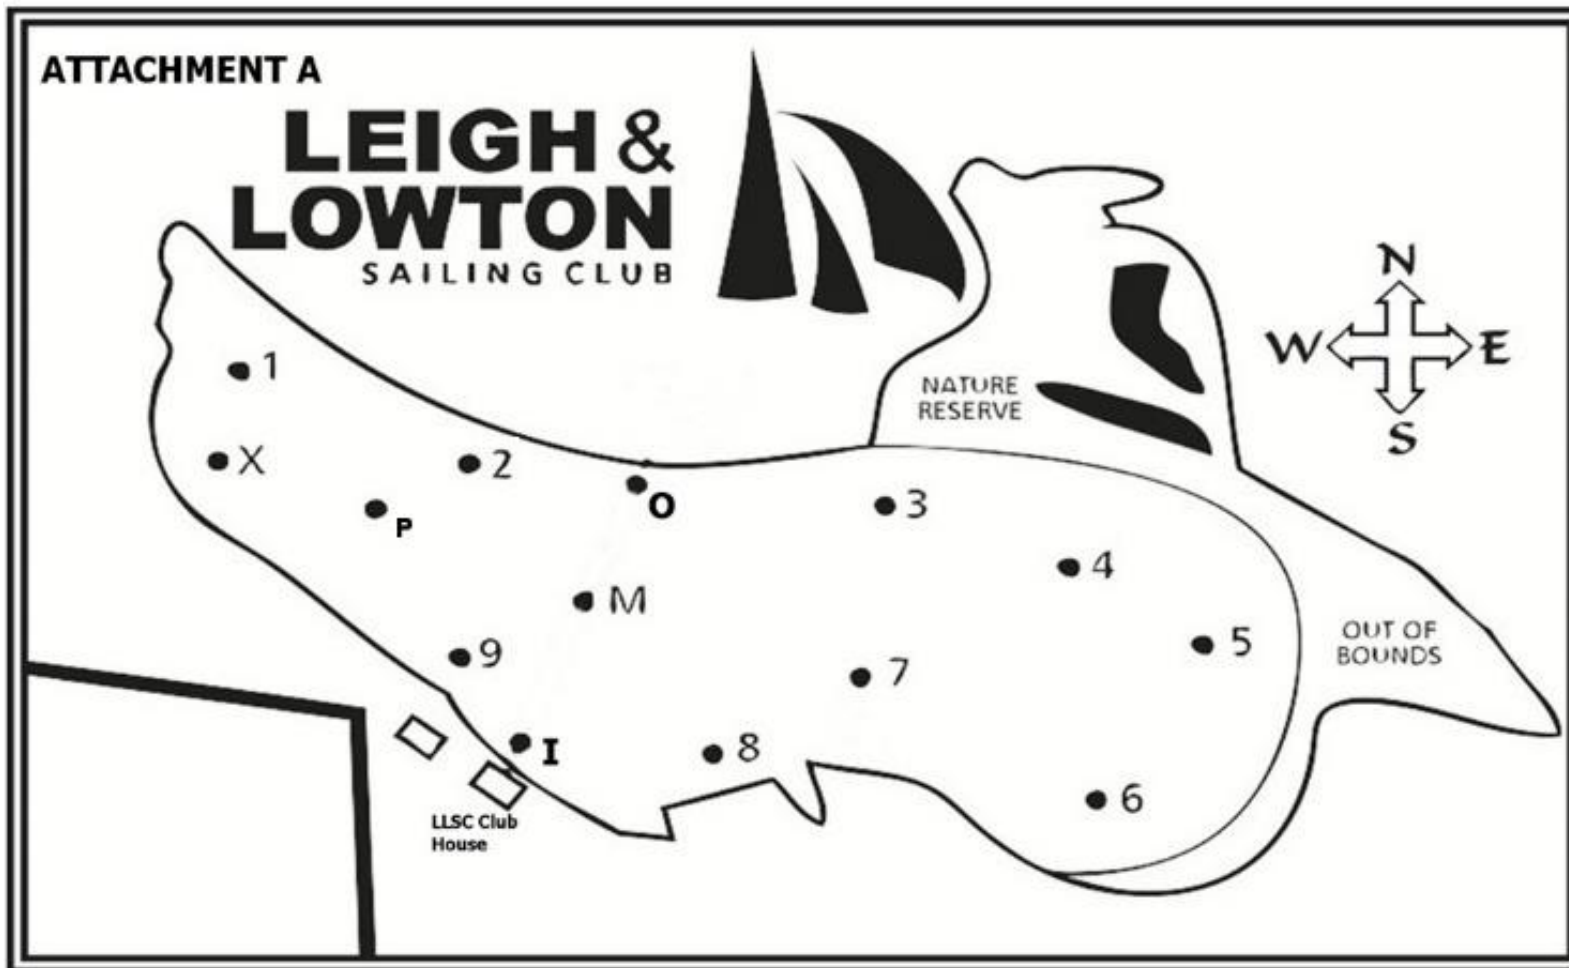 ATTACHMENT A
LEIGH &
LOWTON
SAILING CLUB
N
W E
S
NATURE
RESERVE
1
X
2
P
O
3
4
M
5
OUT OF
BOUNDS
9
7
I
8
6
LLSC Club
House